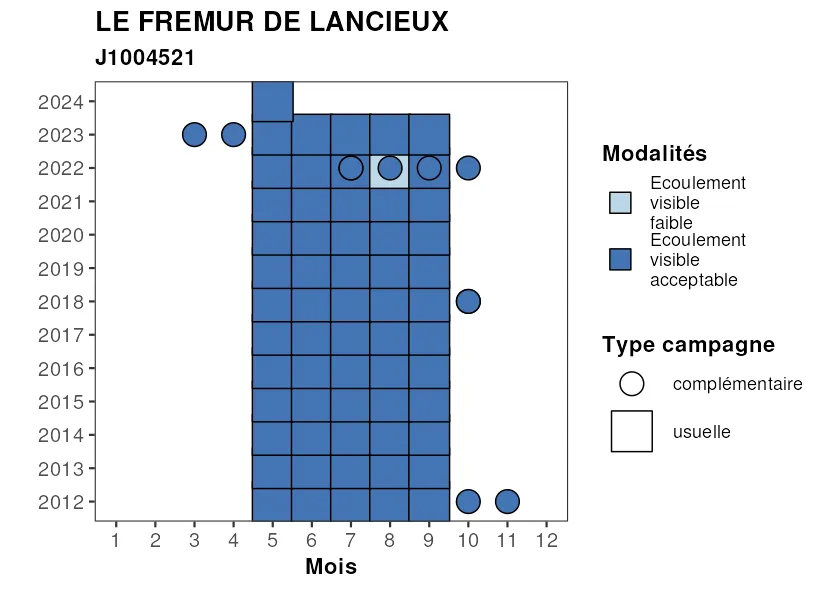 LE FREMUR DE LANCIEUX
J1004521
2024
2023
2022
2021
2020
2019
2018
2017
2016
2015
2014
2013
2012
1 2 3 4 5 6 7 8 9 10 11 12
Mois
Modalités
Ecoulement
visible
faible
Ecoulement
visible
acceptable
Type campagne
complémentaire
usuelle